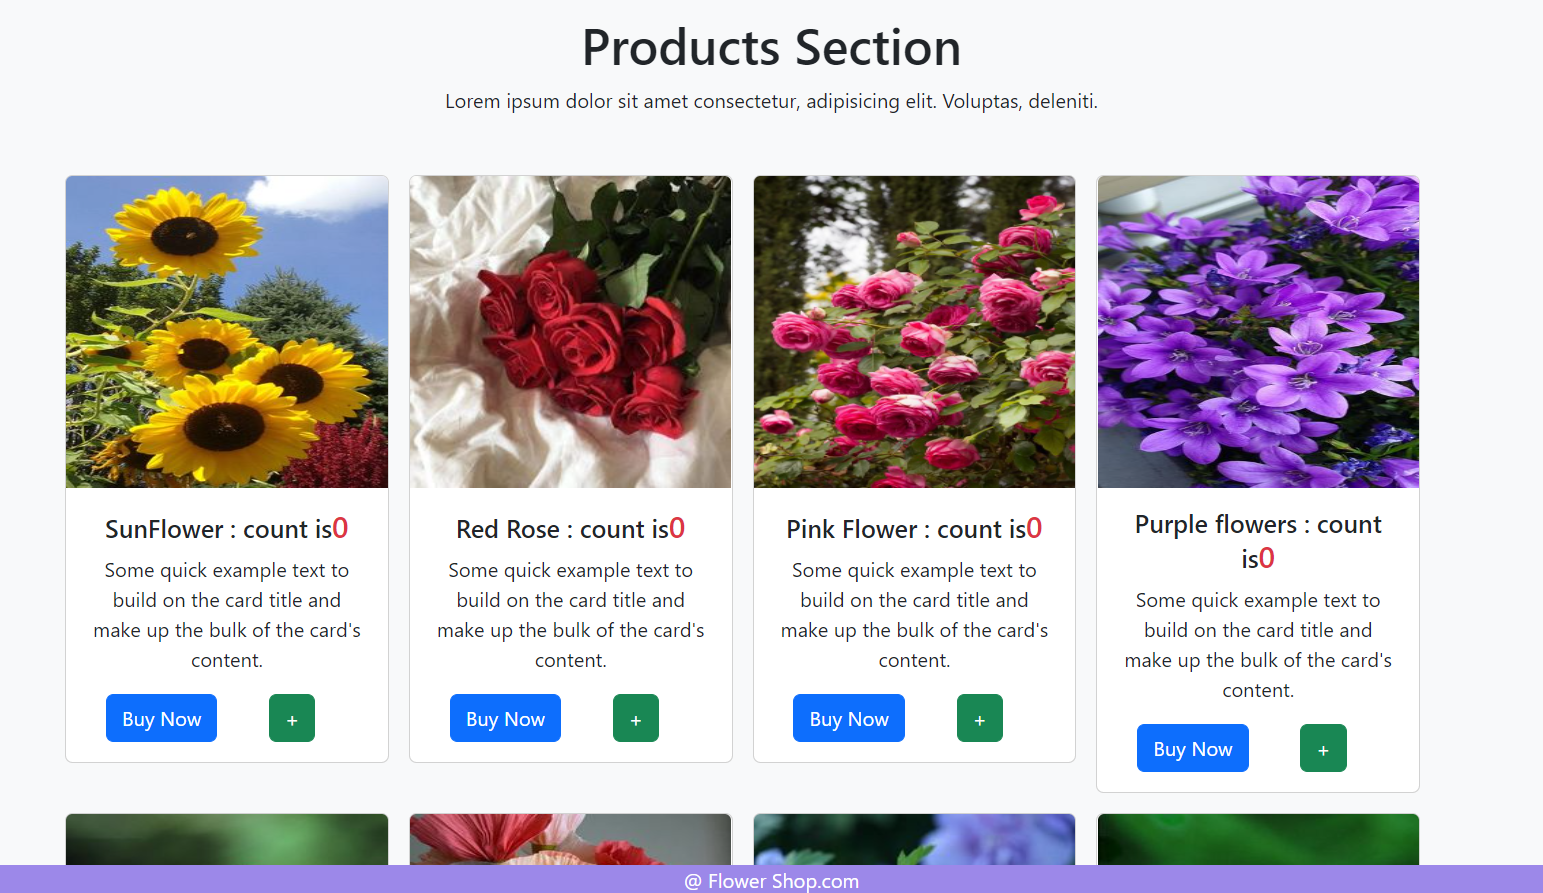 Products Section
Lorem ipsum dolor sit amet consectetur, adipisicing elit. Voluptas, deleniti.
SunFlower : count is0
Some quick example text to
build on the card title and
make up the bulk of the card's
content.
Buy Now
+
Red Rose : count is0
Some quick example text to
build on the card title and
make up the bulk of the card's
content.
Buy Now
+
Pink Flower : count is0
Some quick example text to
build on the card title and
make up the bulk of the card's
content.
Buy Now
+
Purple flowers : count
is0
Some quick example text to
build on the card title and
make up the bulk of the card's
content.
Buy Now
+
@ Flower Shop.com